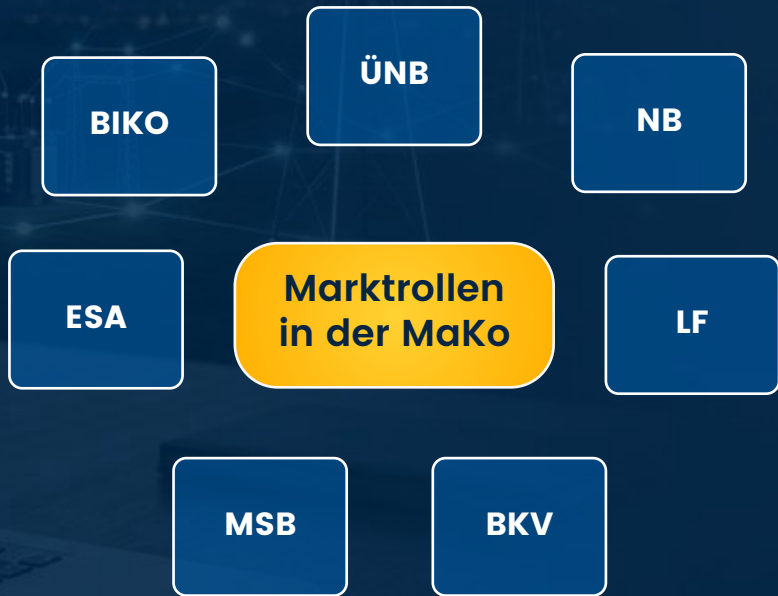 ÜNB
BIKO
NB
ESA
Marktrollen
in der MaKo
LF
MSB
BKV